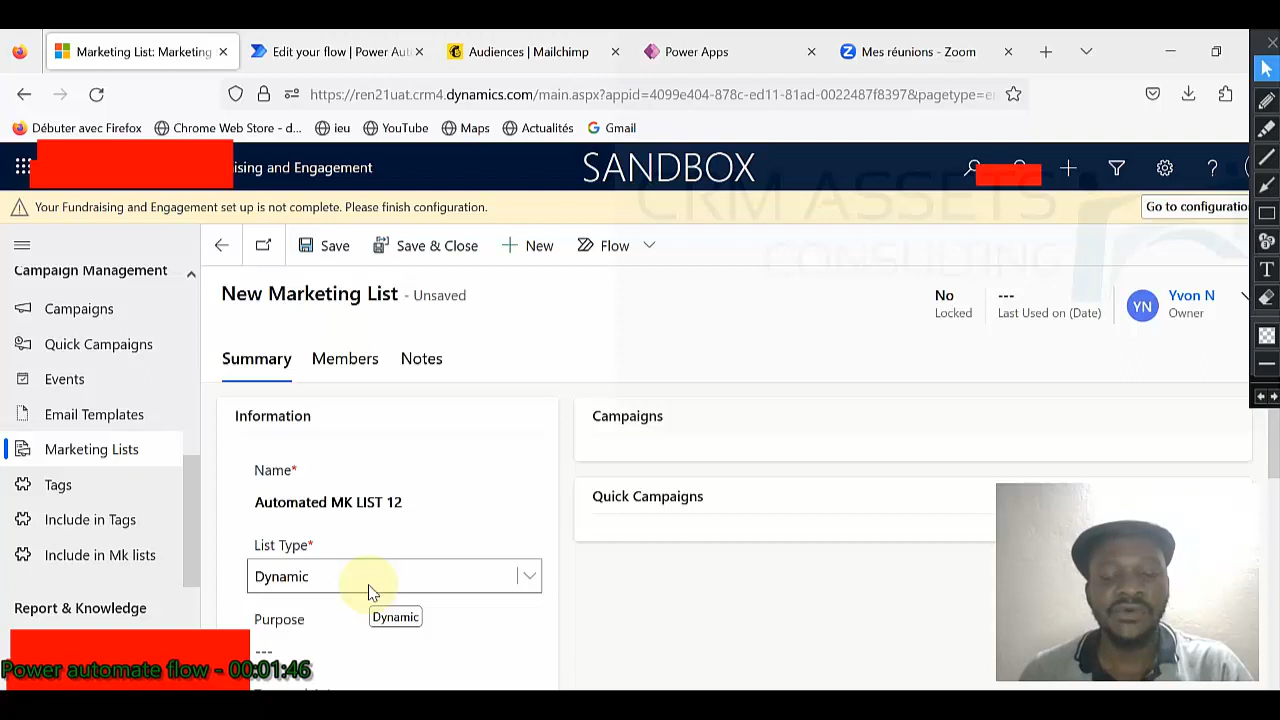 Marketing List: Marketing
Edit your flow | Power Aut
Audiences | Mailchimp
Power Apps
Mes réunions - Zoom
https://ren21uat.crm4.dynamics.com/main.aspx?appid=4099e404-878c-ed11-81ad-0022487f8397&pagetype=e
Débuter avec Firefox
Chrome Web Store - d...
ieu
YouTube
Maps
Actualités
Gmail
ising and Engagement
SANDBOX
CRM ASSETS
CONSULTING
Your Fundraising and Engagement set up is not complete. Please finish configuration.
Go to configuratio
Save
Save & Close
New
Flow
Campaign Management
Campaigns
Quick Campaigns
Events
Email Templates
Marketing Lists
Tags
Include in Tags
Include in Mk lists
Report & Knowledge
New Marketing List - Unsaved
No
Locked
---
Last Used on (Date)
YN
Yvon N
Owner
Summary
Members
Notes
Information
Name*
Automated MK LIST 12
List Type*
Dynamic
Dynamic
Purpose
---
Campaigns
Quick Campaigns
Power automate flow - 00:01:46